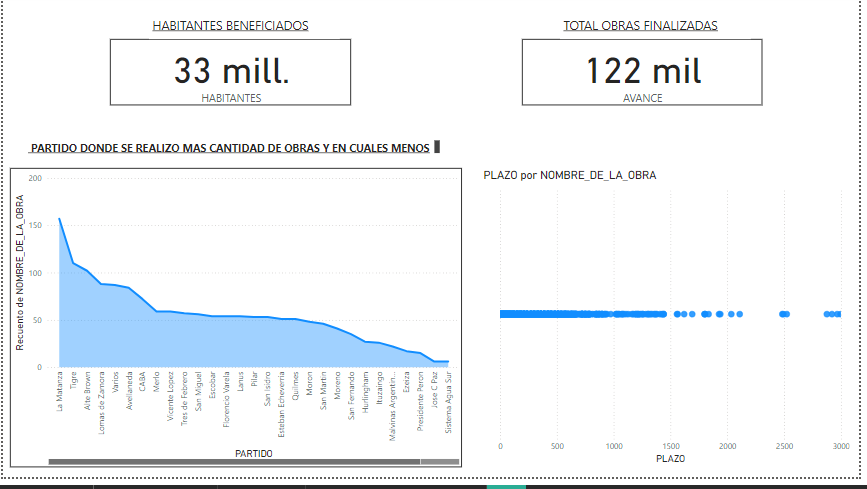 HABITANTES BENEFICIADOS
33 mill.
HABITANTES
TOTAL OBRAS FINALIZADAS
122 mil
AVANCE
PARTIDO DONDE SE REALIZO MAS CANTIDAD DE OBRAS Y EN CUALES MENOS
Recuento de NOMBRE_DE_LA_OBRA
200
150
100
50
0
La Matanza
Tigre
Alte Brown
Lomas de Zamora
Varios
Avellaneda
CABA
Merlo
Vicente Lopez
Tres de Febrero
San Miguel
Escobar
Florencio Varela
Lanus
Pilar
San Isidro
Esteban Echeverria
Quilmes
Moron
San Martin
Moreno
San Fernando
Hurlingham
Ituzaingo
Malvinas Argentin...
Ezeiza
Presidente Peron
Jose C Paz
Sistema Agua Sur
PARTIDO
PLAZO por NOMBRE_DE_LA_OBRA
0 500 1000 1500 2000 2500 3000
PLAZO